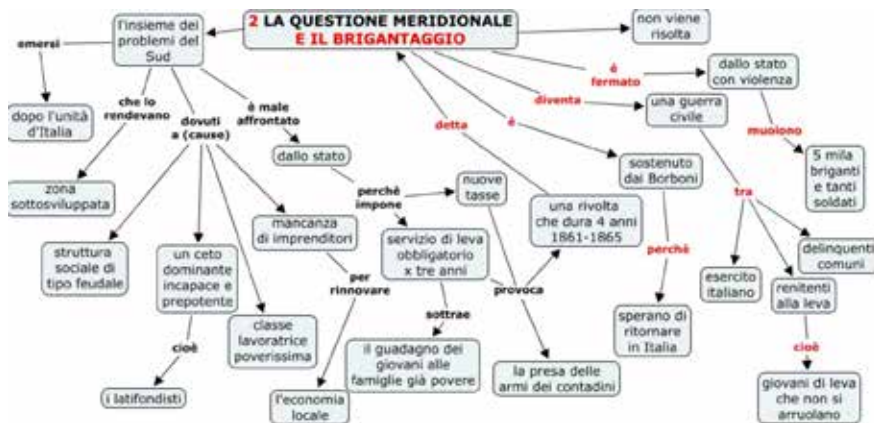 2 LA QUESTIONE MERIDIONALE
E IL BRIGANTAGGIO
l'insieme dei
problemi del
Sud
emersi
dopo l'unità
d'Italia
che lo
rendevano
zona
sottosviluppata
dovuti
a (cause)
struttura
sociale di
tipo feudale
un ceto
dominante
incapace e
prepotente
cioè
i latifondisti
classe
lavoratrice
poverissima
mancanza
di imprenditori
per
rinnovare
l'economia
locale
è male
affrontato
dallo stato
perchè
impone
nuove
tasse
servizio di leva
obbligatorio
x tre anni
sottrae
il guadagno dei
giovani alle
famiglie già povere
provoca
la presa delle
armi dei contadini
una rivolta
che dura 4 anni
1861-1865
detta
è
sostenuto
dai Borboni
perchè
sperano di
ritornare
in Italia
diventa
una guerra
civile
tra
esercito
italiano
renitenti
alla leva
cioè
giovani di leva
che non si
arruolano
delinquenti
comuni
è
fermato
dallo stato
con violenza
muoiono
5 mila
briganti
e tanti
soldati
non viene
risolta